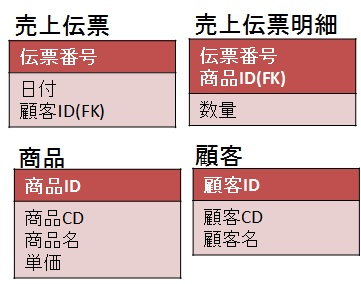 売上伝票
伝票番号
日付
顧客ID(FK)
売上伝票明細
伝票番号
商品ID(FK)
数量
商品
商品ID
商品CD
商品名
単価
顧客
顧客ID
顧客CD
顧客名